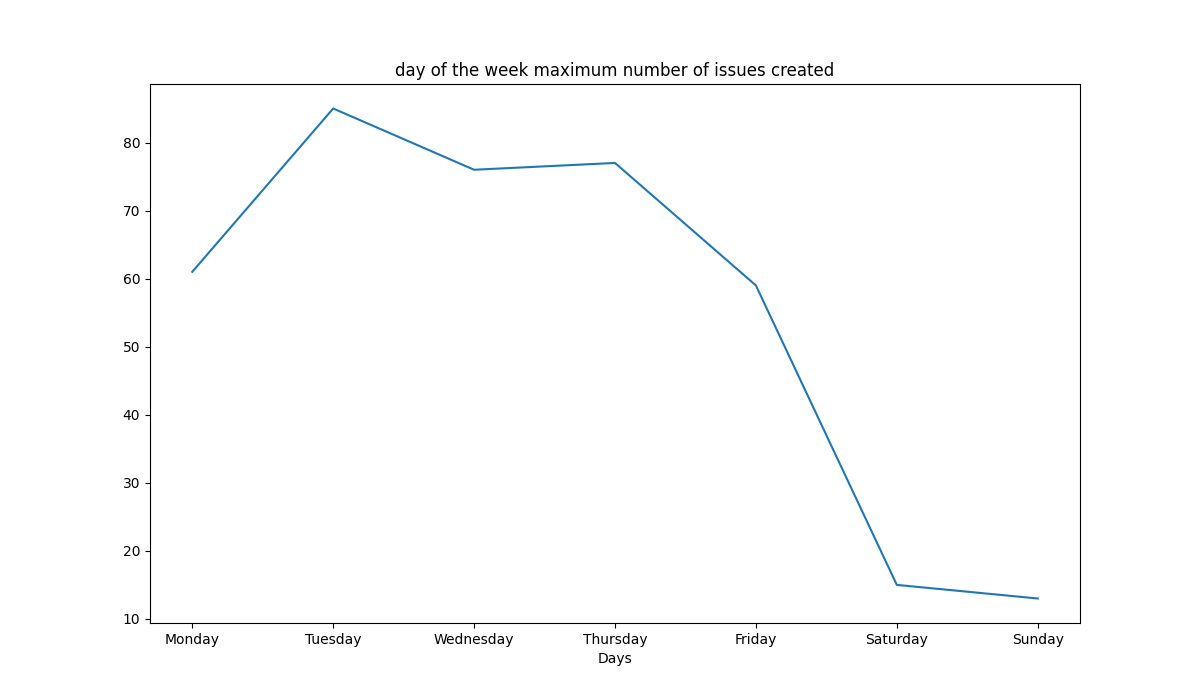 day of the week maximum number of issues created
80
70
60
50
40
30
20
10
Monday Tuesday Wednesday Thursday Friday Saturday Sunday
Days